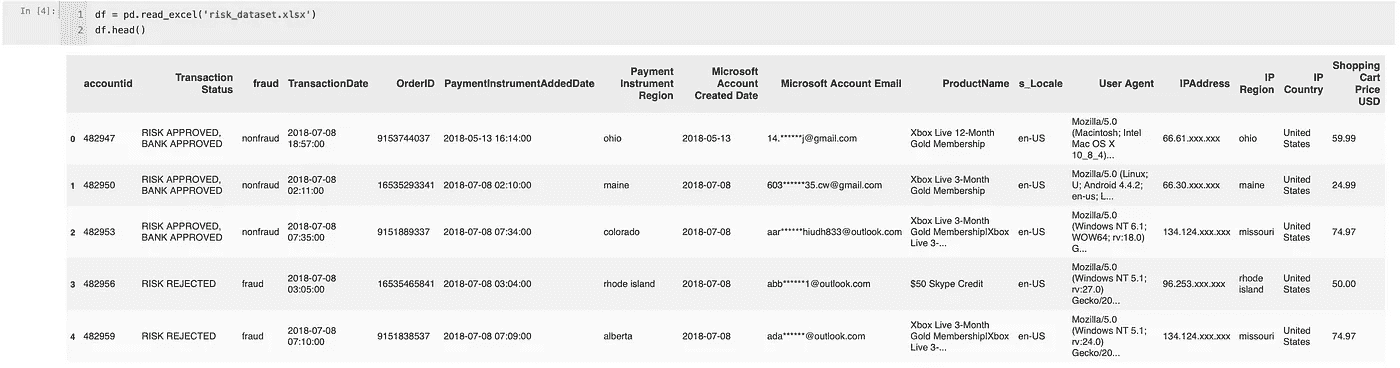 In [4]:
1 df = pd.read_excel('risk_dataset.xlsx')
2 df.head()
accountid Transaction Status fraud TransactionDate OrderID PaymentInstrumentAddedDate Payment Instrument Region Microsoft Account Created Date Microsoft Account Email ProductName s_Locale User Agent IPAddress IP Region IP Country Shopping Cart Price USD
0 482947 RISK APPROVED, BANK APPROVED nonfraud 2018-07-08 18:57:00 9153744037 2018-05-13 16:14:00 ohio 2018-05-13 14.******j@gmail.com Xbox Live 12-Month Gold Membership en-US Mozilla/5.0 (Macintosh; Intel Mac OS X 10_8_4)... 66.61.xxx.xxx ohio United States 59.99
1 482950 RISK APPROVED, BANK APPROVED nonfraud 2018-07-08 02:11:00 16535293341 2018-07-08 02:10:00 maine 2018-07-08 603******35.cw@gmail.com Xbox Live 3-Month Gold Membership en-US Mozilla/5.0 (Linux; U; Android 4.4.2; en-us; L... 66.30.xxx.xxx maine United States 24.99
2 482953 RISK APPROVED, BANK APPROVED nonfraud 2018-07-08 07:35:00 9151889337 2018-07-08 07:34:00 colorado 2018-07-08 aar******hiudh833@outlook.com Xbox Live 3-Month Gold Membership|Xbox Live 3-... en-US Mozilla/5.0 (Windows NT 6.1; WOW64; rv:18.0) G... 134.124.xxx.xxx missouri United States 74.97
3 482956 RISK REJECTED fraud 2018-07-08 03:05:00 16535465841 2018-07-08 03:04:00 rhode island 2018-07-08 abb******1@outlook.com $50 Skype Credit en-US Mozilla/5.0 (Windows NT 5.1; rv:27.0) Gecko/20... 96.253.xxx.xxx rhode island United States 50.00
4 482959 RISK REJECTED fraud 2018-07-08 07:10:00 9151838537 2018-07-08 07:09:00 alberta 2018-07-08 ada******@outlook.com Xbox Live 3-Month Gold Membership|Xbox Live 3-... en-US Mozilla/5.0 (Windows NT 5.1; rv:24.0) Gecko/20... 134.124.xxx.xxx missouri United States 74.97